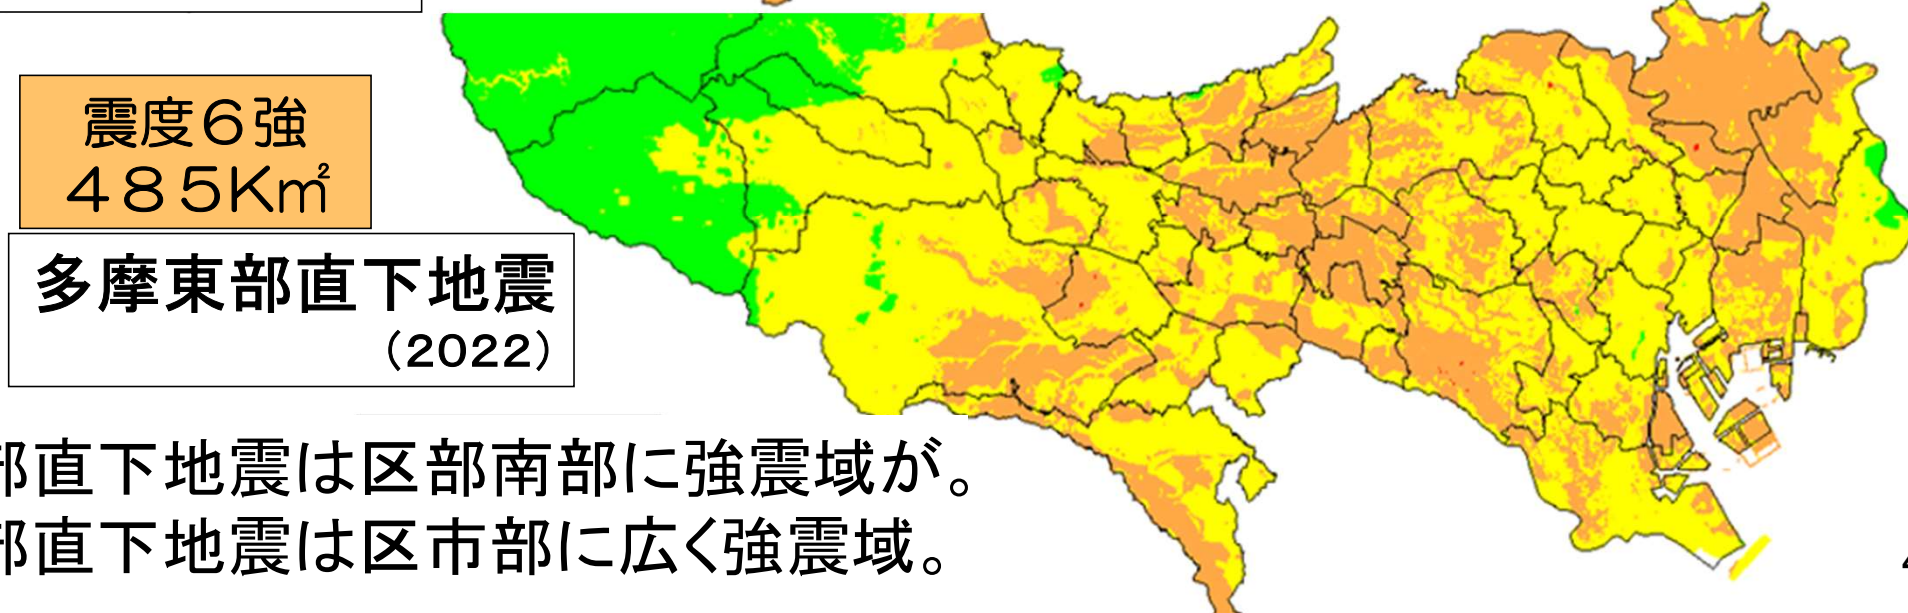 震度６強
４８５Km²
多摩東部直下地震
（2022）
部直下地震は区部南部に強震域が。
部直下地震は区市部に広く強震域。